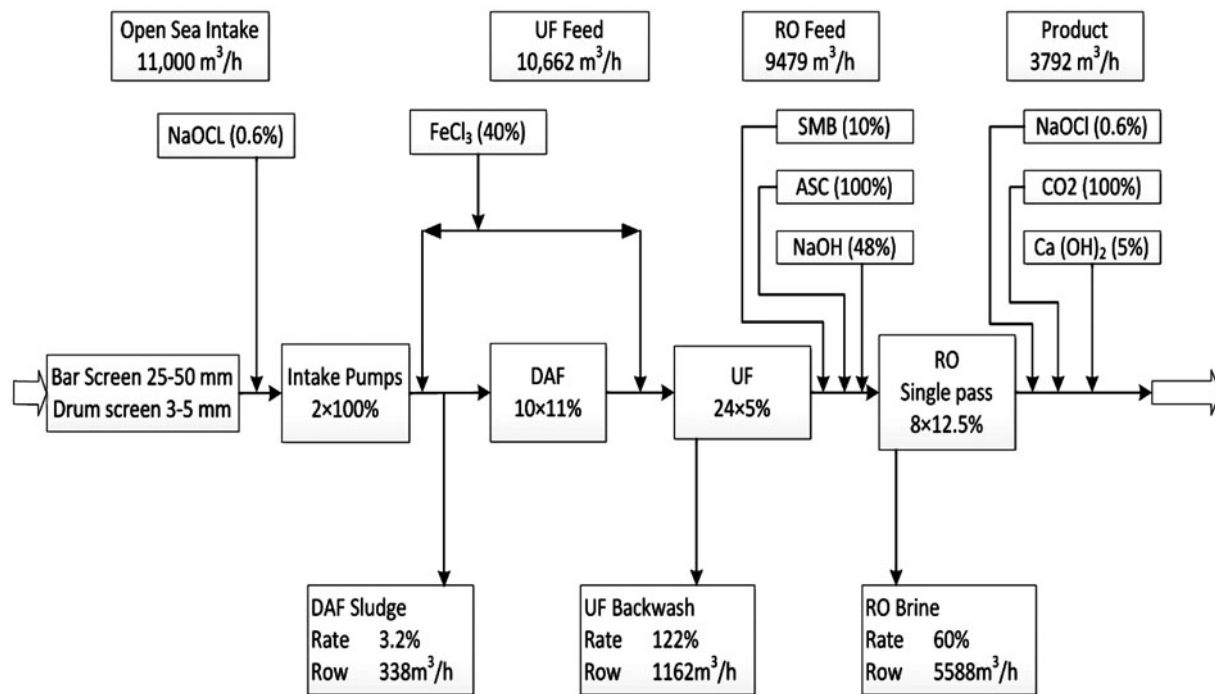 Open Sea Intake
11,000 m³/h
UF Feed
10,662 m³/h
RO Feed
9479 m³/h
Product
3792 m³/h
NaOCL (0.6%)
FeCl₃ (40%)
SMB (10%)
NaOCl (0.6%)
ASC (100%)
CO2 (100%)
NaOH (48%)
Ca (OH)₂ (5%)
Bar Screen 25-50 mm
Drum screen 3-5 mm
Intake Pumps
2×100%
DAF
10×11%
UF
24×5%
RO
Single pass
8×12.5%
DAF Sludge
Rate 3.2%
Row 338m³/h
UF Backwash
Rate 122%
Row 1162m³/h
RO Brine
Rate 60%
Row 5588m³/h